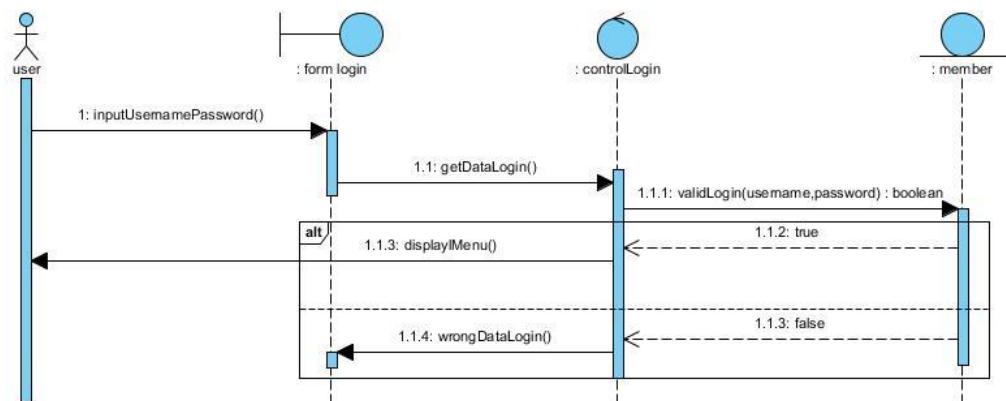 user
: form login
: controlLogin
: member
1: inputUsernamePassword()
1.1: getDataLogin()
1.1.1: validLogin(username,password) : boolean
alt
1.1.2: true
1.1.3: displaylMenu()
1.1.3: false
1.1.4: wrongDataLogin()